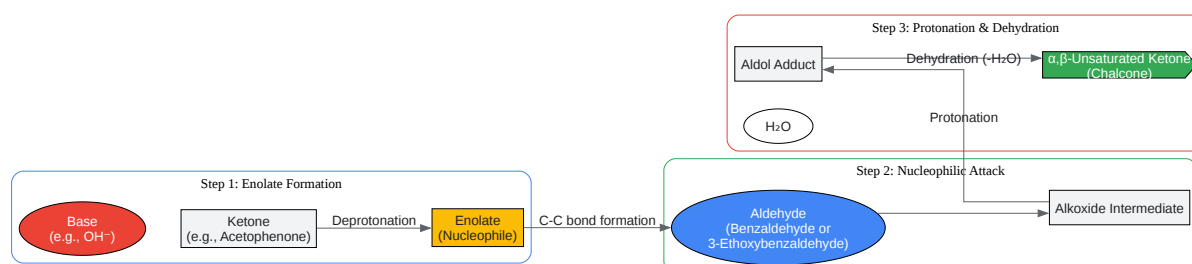 Step 3: Protonation & Dehydration
Aldol Adduct
Dehydration (-H₂O)
α,β-Unsaturated Ketone
(Chalcone)
H₂O
Protonation
Step 1: Enolate Formation
Base
(e.g., OH⁻)
Ketone
(e.g., Acetophenone)
Deprotonation
Enolate
(Nucleophile)
C-C bond formation
Step 2: Nucleophilic Attack
Aldehyde
(Benzaldehyde or
3-Ethoxybenzaldehyde)
Alkoxide Intermediate